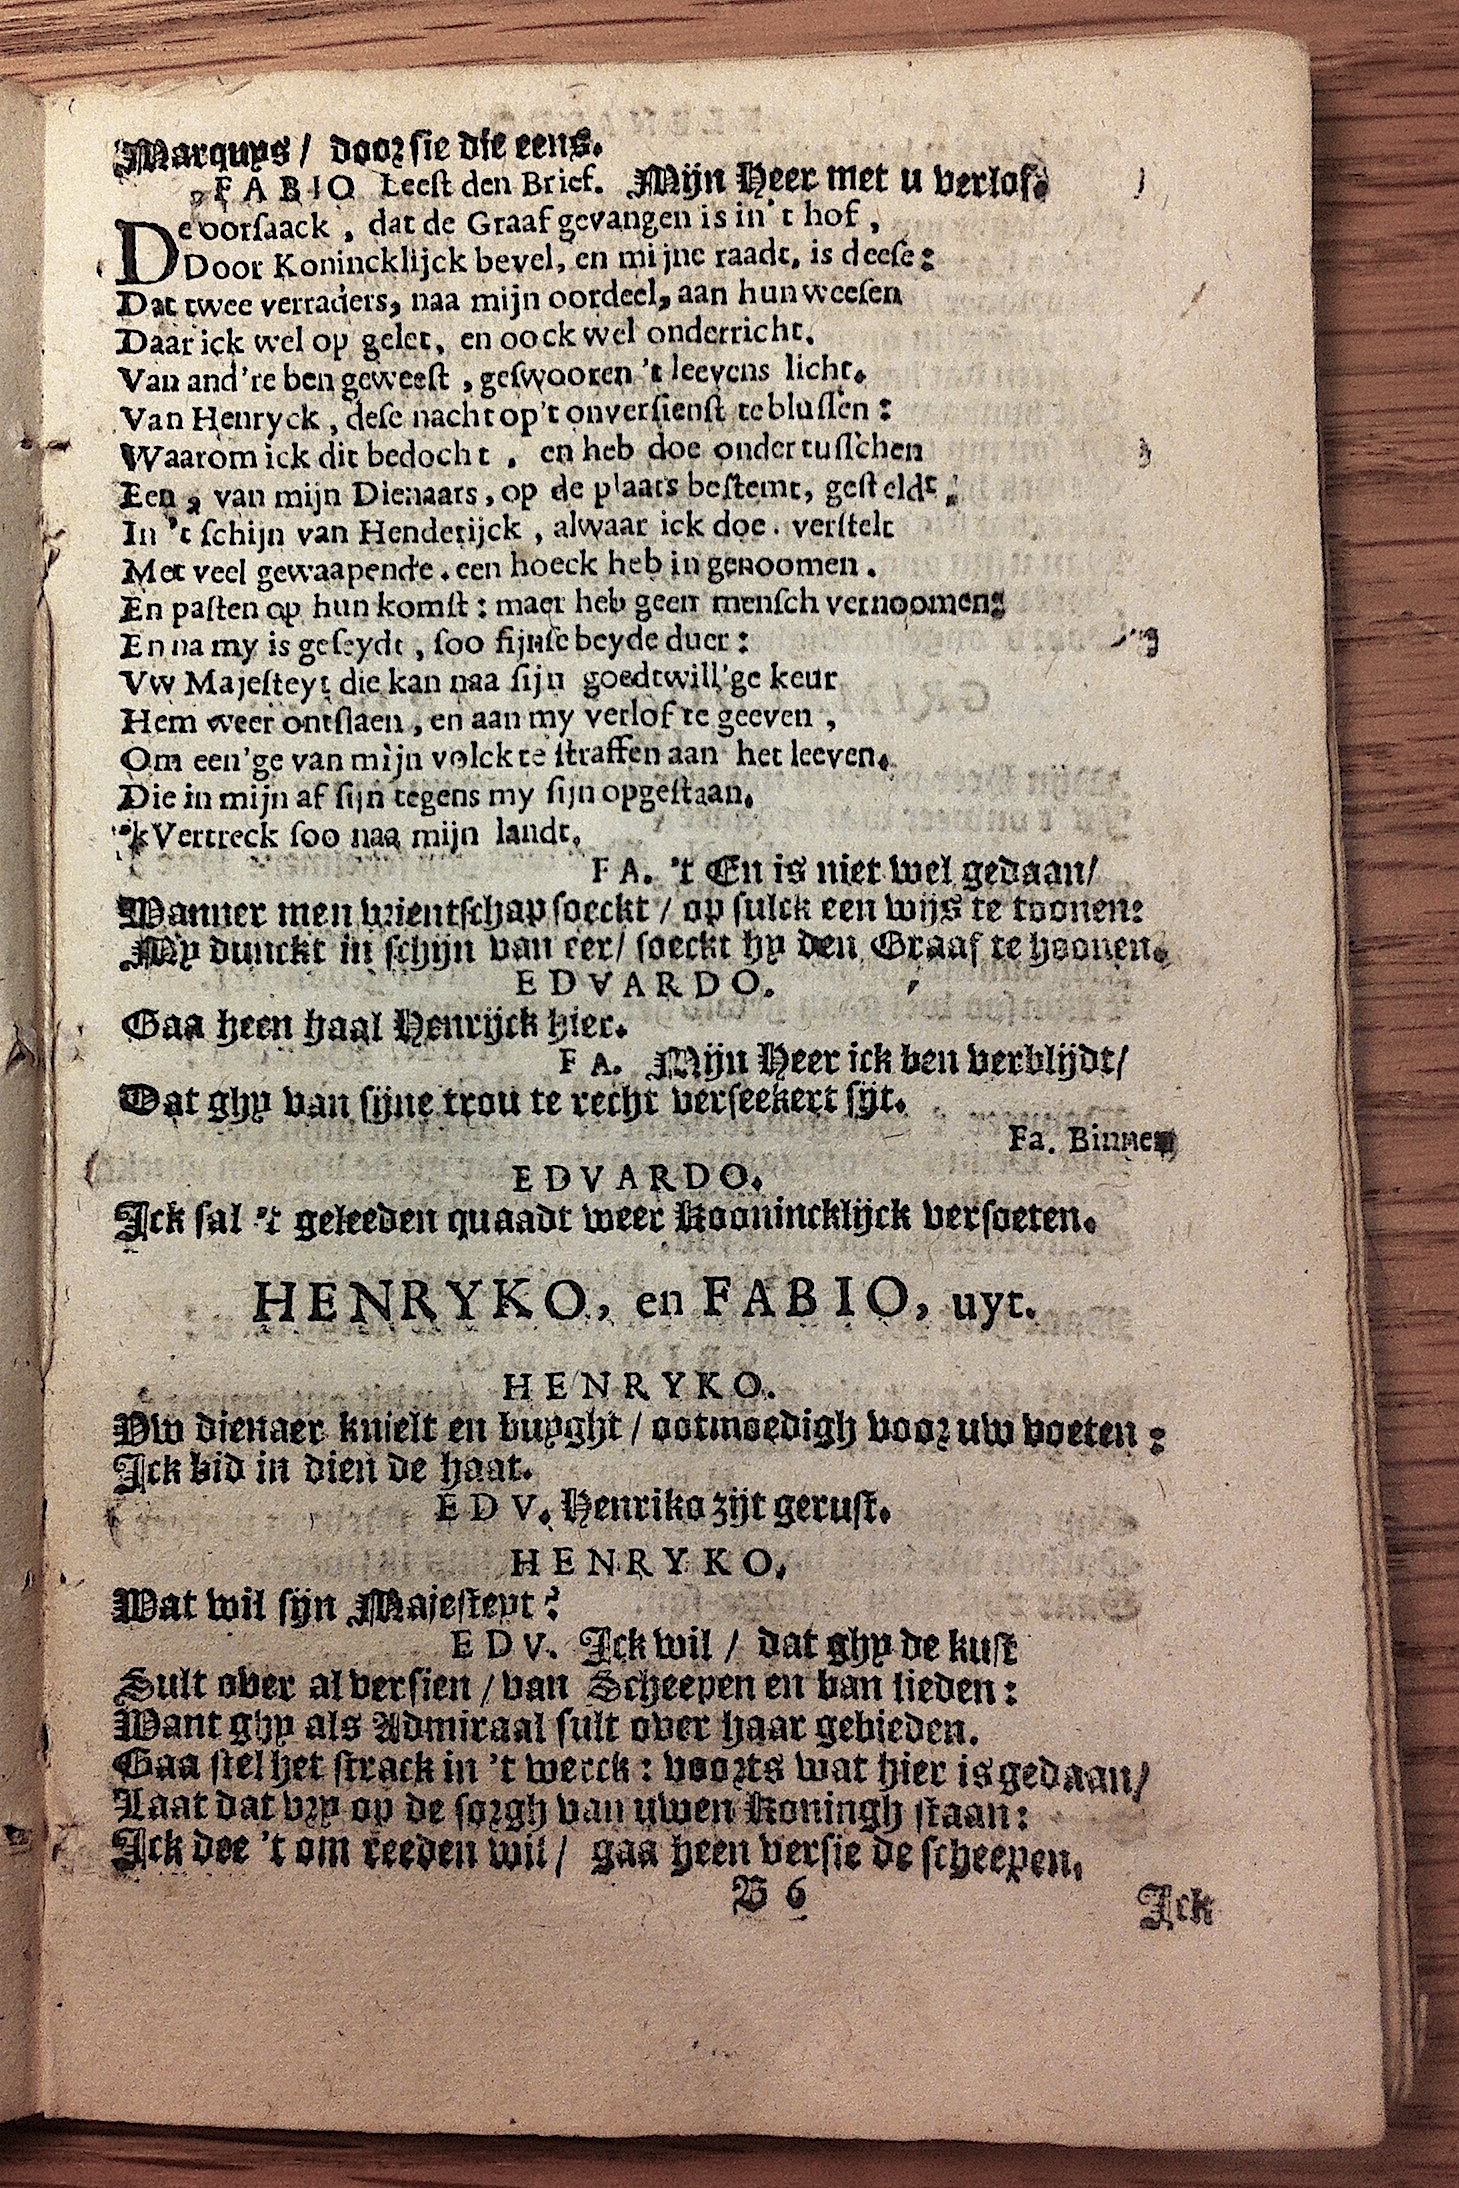 Marquys / doorsie die eens.
FABIO Leest den Brief. Mijn Heer met u verlof.
De oorsaack, dat de Graaf gevangen is in 't hof,
Door Konincklijck bevel, en mijne raadt, is deese:
Dat twee verraders, naa mijn oordeel, aan hun weesen
Daar ick wel op gelet, en oock wel onderricht.
Van and're ben geweest, geswooren 't leevens licht.
Van Henryck, dese nacht op't onversienst te blussen:
Waarom ick dit bedocht, en heb doe ondertusschen
Een, van mijn Dienaars, op de plaats bestemt, gesteldt;
In 't schijn van Henderijck, alwaar ick doe. verstelt
Met veel gewaapende. een hoeck heb in genoomen.
En pasten op hun komst: maer heb geen mensch vernoomen:
En na my is geseydt, soo sijnse beyde duer:
Vw Majesteyt die kan naa sijn goedtwill'ge keur
Hem weer ontslaen, en aan my verlof te geeven,
Om een'ge van mijn volck te straffen aan het leeven.
Die in mijn af sijn tegens my sijn opgestaan.
'k Vertreck soo naa mijn landt.
FA. 't En is niet wel gedaan/
Wanner men vrientschap soeckt / op sulck een wijs te toonen:
My dunckt in schijn van eer/ soeckt hy den Graaf te hoonen.
EDVARDO.
Gaa heen haal Henrijck hier.
FA. Mijn Heer ick ben verblijdt/
Dat ghy van sijne trou te recht verseekert sijt.
Fa. Binnen
EDVARDO.
Ick sal 't geleeden quaadt weer Koonincklijck versoeten.
HENRYKO, en FABIO, uyt.
HENRYKO.
Vw dienaer knielt en buyght / ootmoedigh voor uw voeten:
Ick bid in dien de haat.
EDV. Henriko zijt gerust.
HENRYKO.
Wat wil sijn Majesteyt?
EDV. Ick wil / dat ghy de kust
Sult over al versien / van Scheepen en van lieden:
Want ghy als Admiraal sult over haar gebieden.
Gaa stel het strack in 't werck: voorts wat hier is gedaan/
Laat dat vry op de sorgh van uwen Koningh staan:
Ick dee 't om reeden wil / gaa heen versie de scheepen.
B 6
Ick